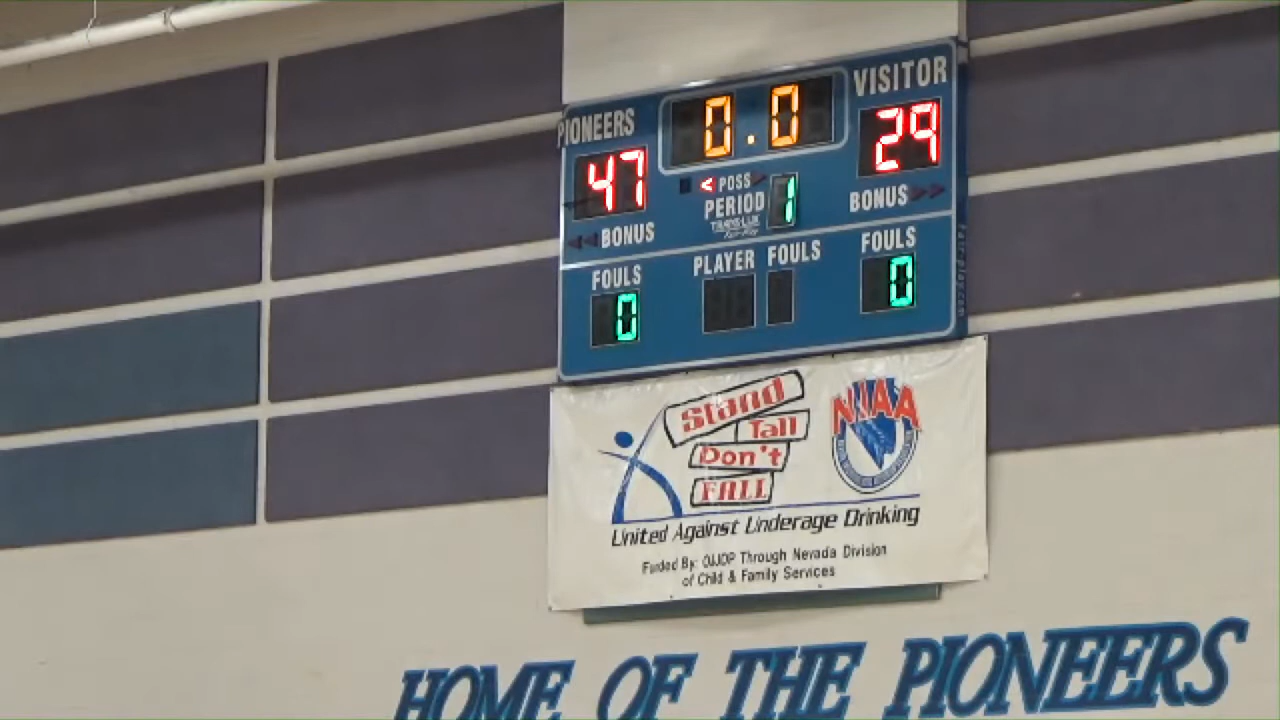 VISITOR
PIONEERS
0.0
47
29
< POSS
PERIOD 1
BONUS
BONUS
FOULS
PLAYER FOULS
FOULS
0
0
fairplay.com
Stand
Tall
Don't
FALL
NIAA
United Against Underage Drinking
Funded By: OJJDP Through Nevada Division
of Child & Family Services
HOME OF THE PIONEERS